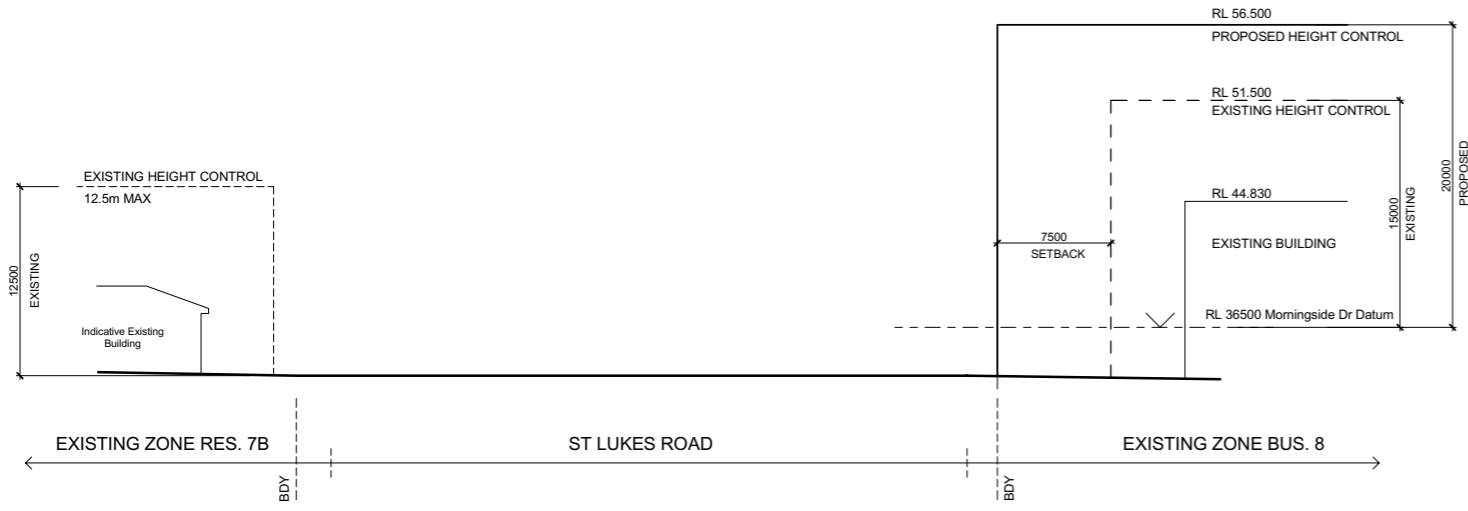 RL 56.500
PROPOSED HEIGHT CONTROL
RL 51.500
EXISTING HEIGHT CONTROL
20000
PROPOSED
15000
EXISTING
EXISTING HEIGHT CONTROL
12.5m MAX
12500
EXISTING
RL 44.830
EXISTING BUILDING
7500
SETBACK
RL 36500 Morningside Dr Datum
Indicative Existing
Building
EXISTING ZONE RES. 7B
ST LUKES ROAD
EXISTING ZONE BUS. 8
BDY
BDY